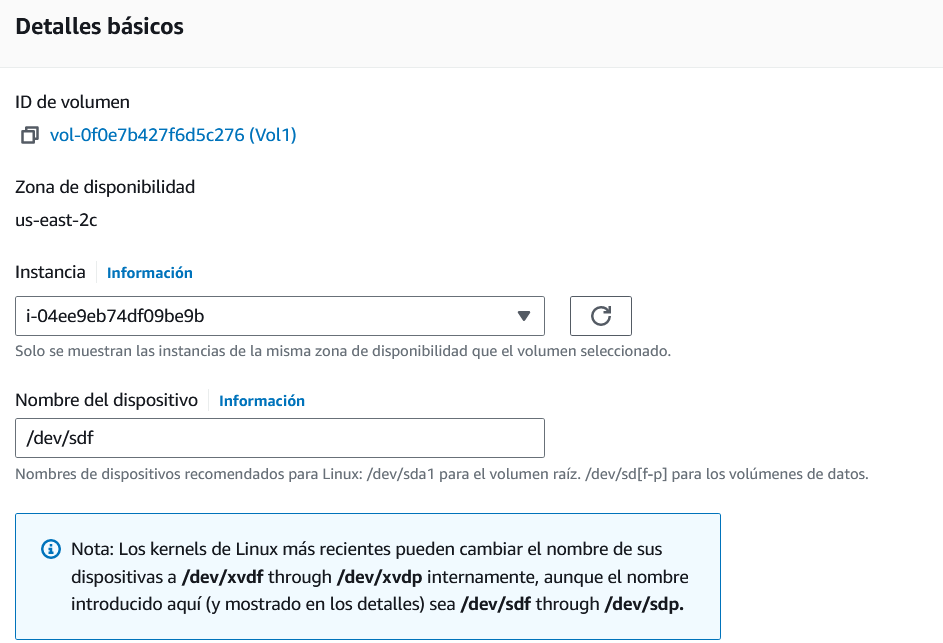 Detalles básicos
ID de volumen
vol-0f0e7b427f6d5c276 (Vol1)
Zona de disponibilidad
us-east-2c
Instancia Información
i-04ee9eb74df09be9b
Solo se muestran las instancias de la misma zona de disponibilidad que el volumen seleccionado.
Nombre del dispositivo Información
/dev/sdf
Nombres de dispositivos recomendados para Linux: /dev/sda1 para el volumen raíz. /dev/sd[f-p] para los volúmenes de datos.
Nota: Los kernels de Linux más recientes pueden cambiar el nombre de sus
dispositivas a /dev/xvdf through /dev/xvdp internamente, aunque el nombre
introducido aquí (y mostrado en los detalles) sea /dev/sdf through /dev/sdp.